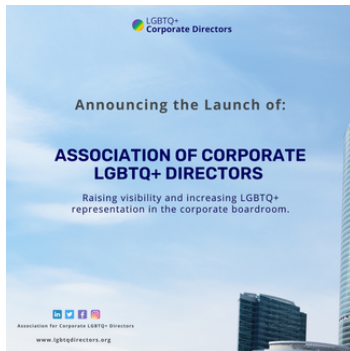 LGBTQ+
Corporate Directors
Announcing the Launch of:
ASSOCIATION OF CORPORATE
LGBTQ+ DIRECTORS
Raising visibility and increasing LGBTQ+
representation in the corporate boardroom.
Association for Corporate LGBTQ+ Directors
www.lgbtqdirectors.org